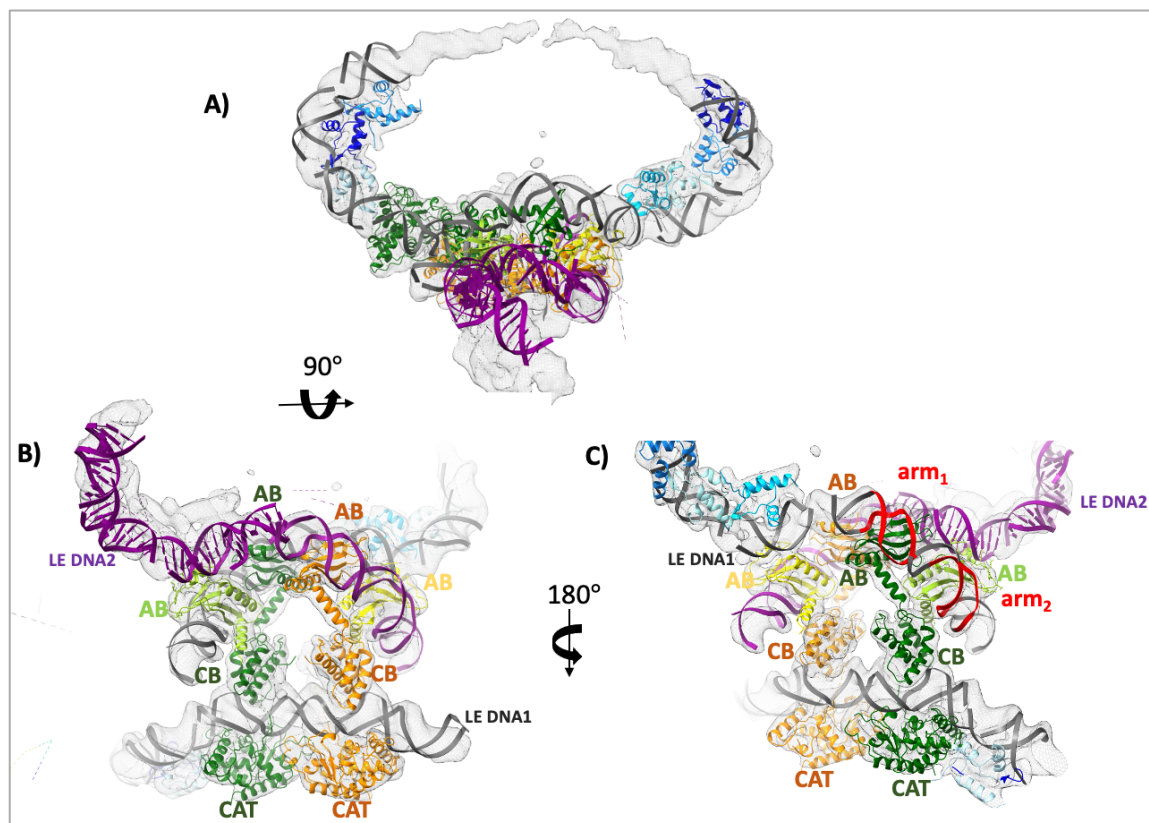 A)
90°
B)
AB
AB
LE DNA2
AB
AB
CB
CB
LE DNA1
CAT
CAT
180°
C)
AB
arm1
LE DNA2
LE DNA1
AB
AB
AB
arm2
CB
CB
CAT
CAT